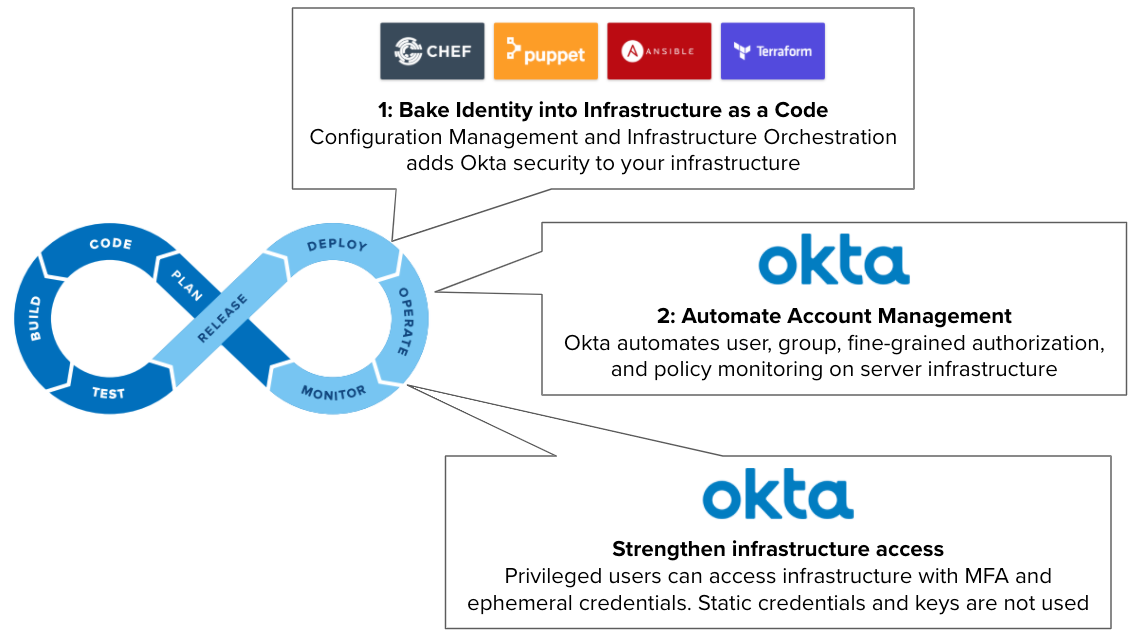 CHEF
puppet
ANSIBLE
Terraform
1: Bake Identity into Infrastructure as a Code
Configuration Management and Infrastructure Orchestration
adds Okta security to your infrastructure
CODE
PLAN
BUILD
TEST
RELEASE
DEPLOY
OPERATE
MONITOR
okta
2: Automate Account Management
Okta automates user, group, fine-grained authorization,
and policy monitoring on server infrastructure
okta
Strengthen infrastructure access
Privileged users can access infrastructure with MFA and
ephemeral credentials. Static credentials and keys are not used